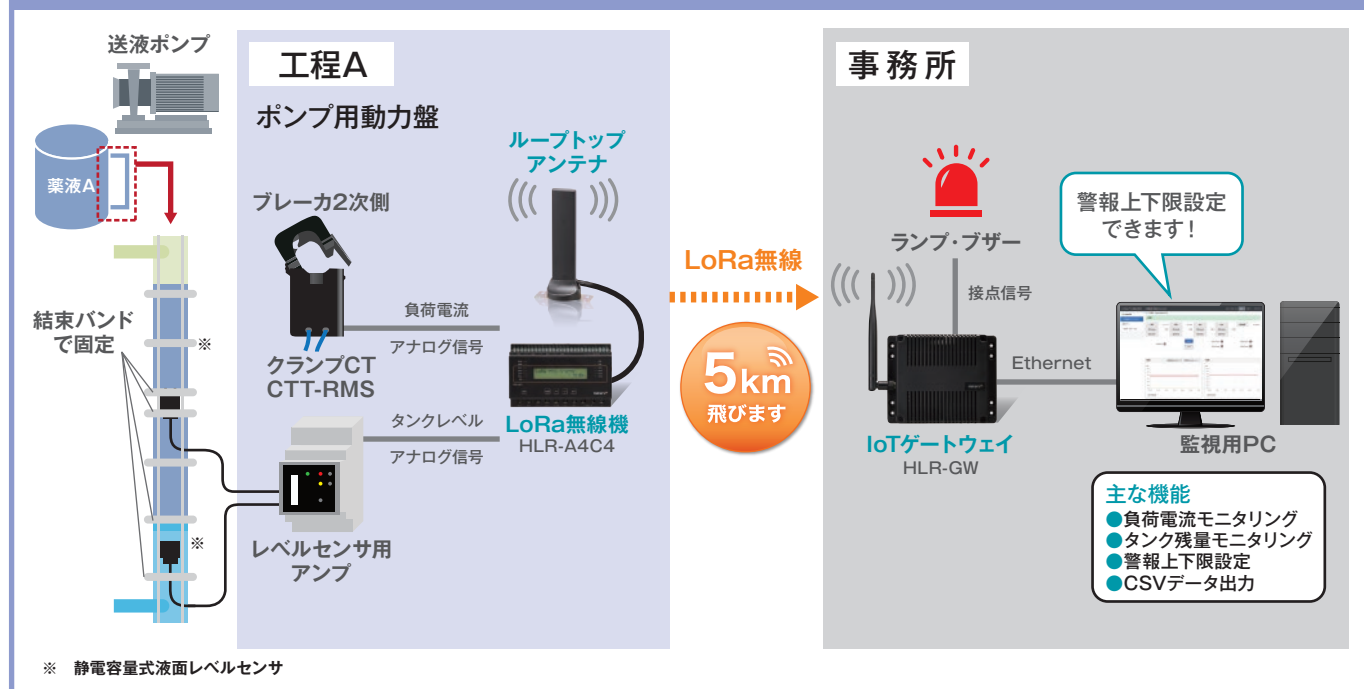 送液ポンプ
薬液A
結束バンド
で固定
※
※
工程A
ポンプ用動力盤
ブレーカ2次側
クランプCT
CTT-RMS
負荷電流
アナログ信号
ループトップ
アンテナ
LoRa無線機
HLR-A4C4
タンクレベル
アナログ信号
レベルセンサ用
アンプ
LoRa無線
5km
飛びます
事務所
ランプ・ブザー
接点信号
IoTゲートウェイ
HLR-GW
Ethernet
警報上下限設定
できます!
監視用PC
主な機能
●負荷電流モニタリング
●タンク残量モニタリング
●警報上下限設定
●CSVデータ出力
※ 静電容量式液面レベルセンサ